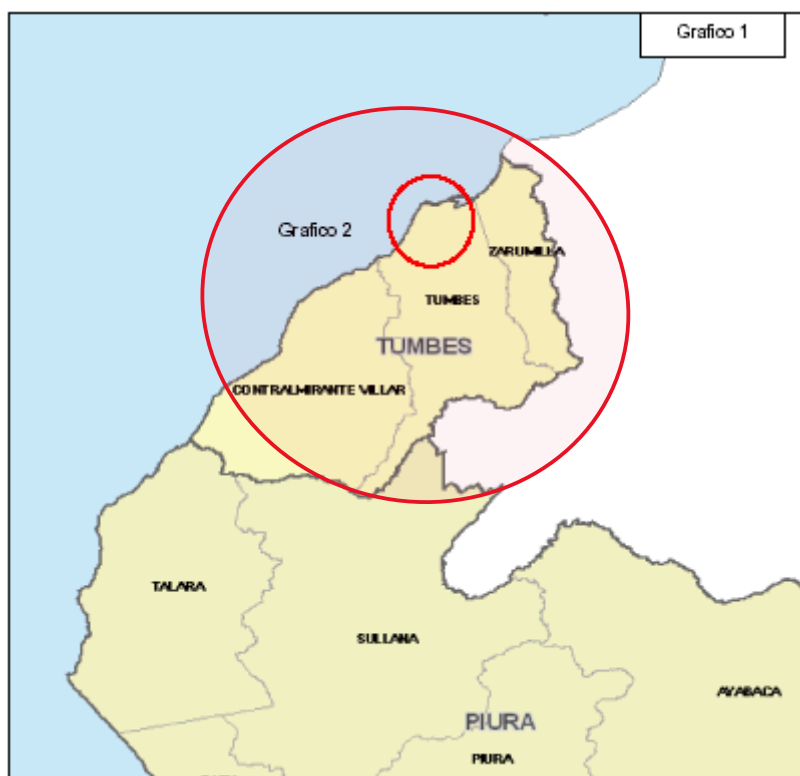 Grafico 1
Grafico 2
ZARUMILLA
TUMBES
TUMBES
CONTRALMIRANTE VILLAR
TALARA
SULLANA
AYABACA
PIURA
PIURA